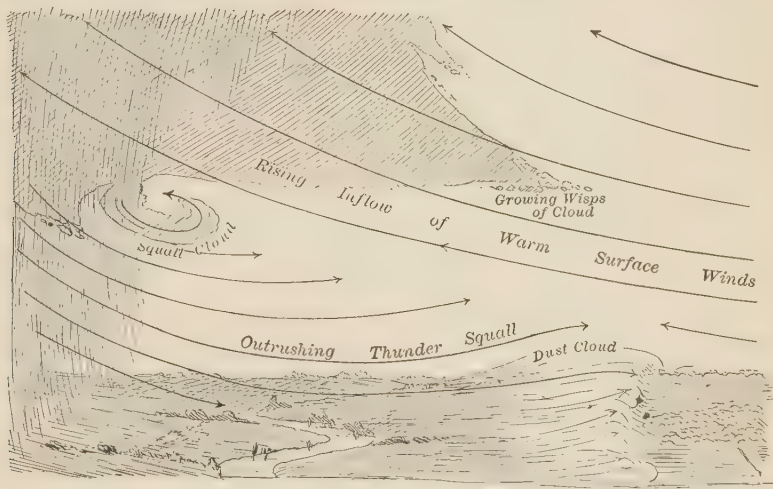 Rising Inflow of Warm Surface Winds
Growing Wisps
of Cloud
Squall-Cloud
Outrushing Thunder Squall
Dust Cloud